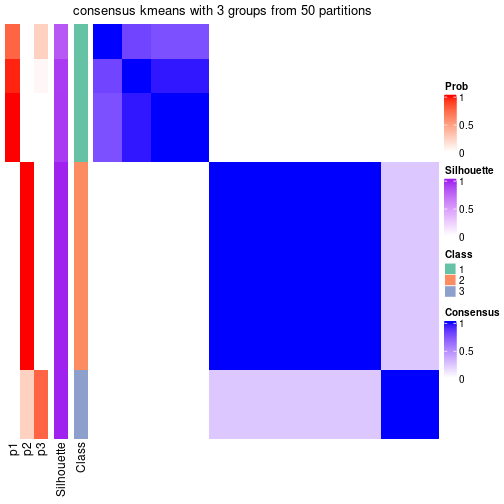 consensus kmeans with 3 groups from 50 partitions
Prob
1
0.5
0
Silhouette
1
0.5
0
Class
1
2
3
Consensus
1
0.5
0
p1
p2
p3
Silhouette
Class